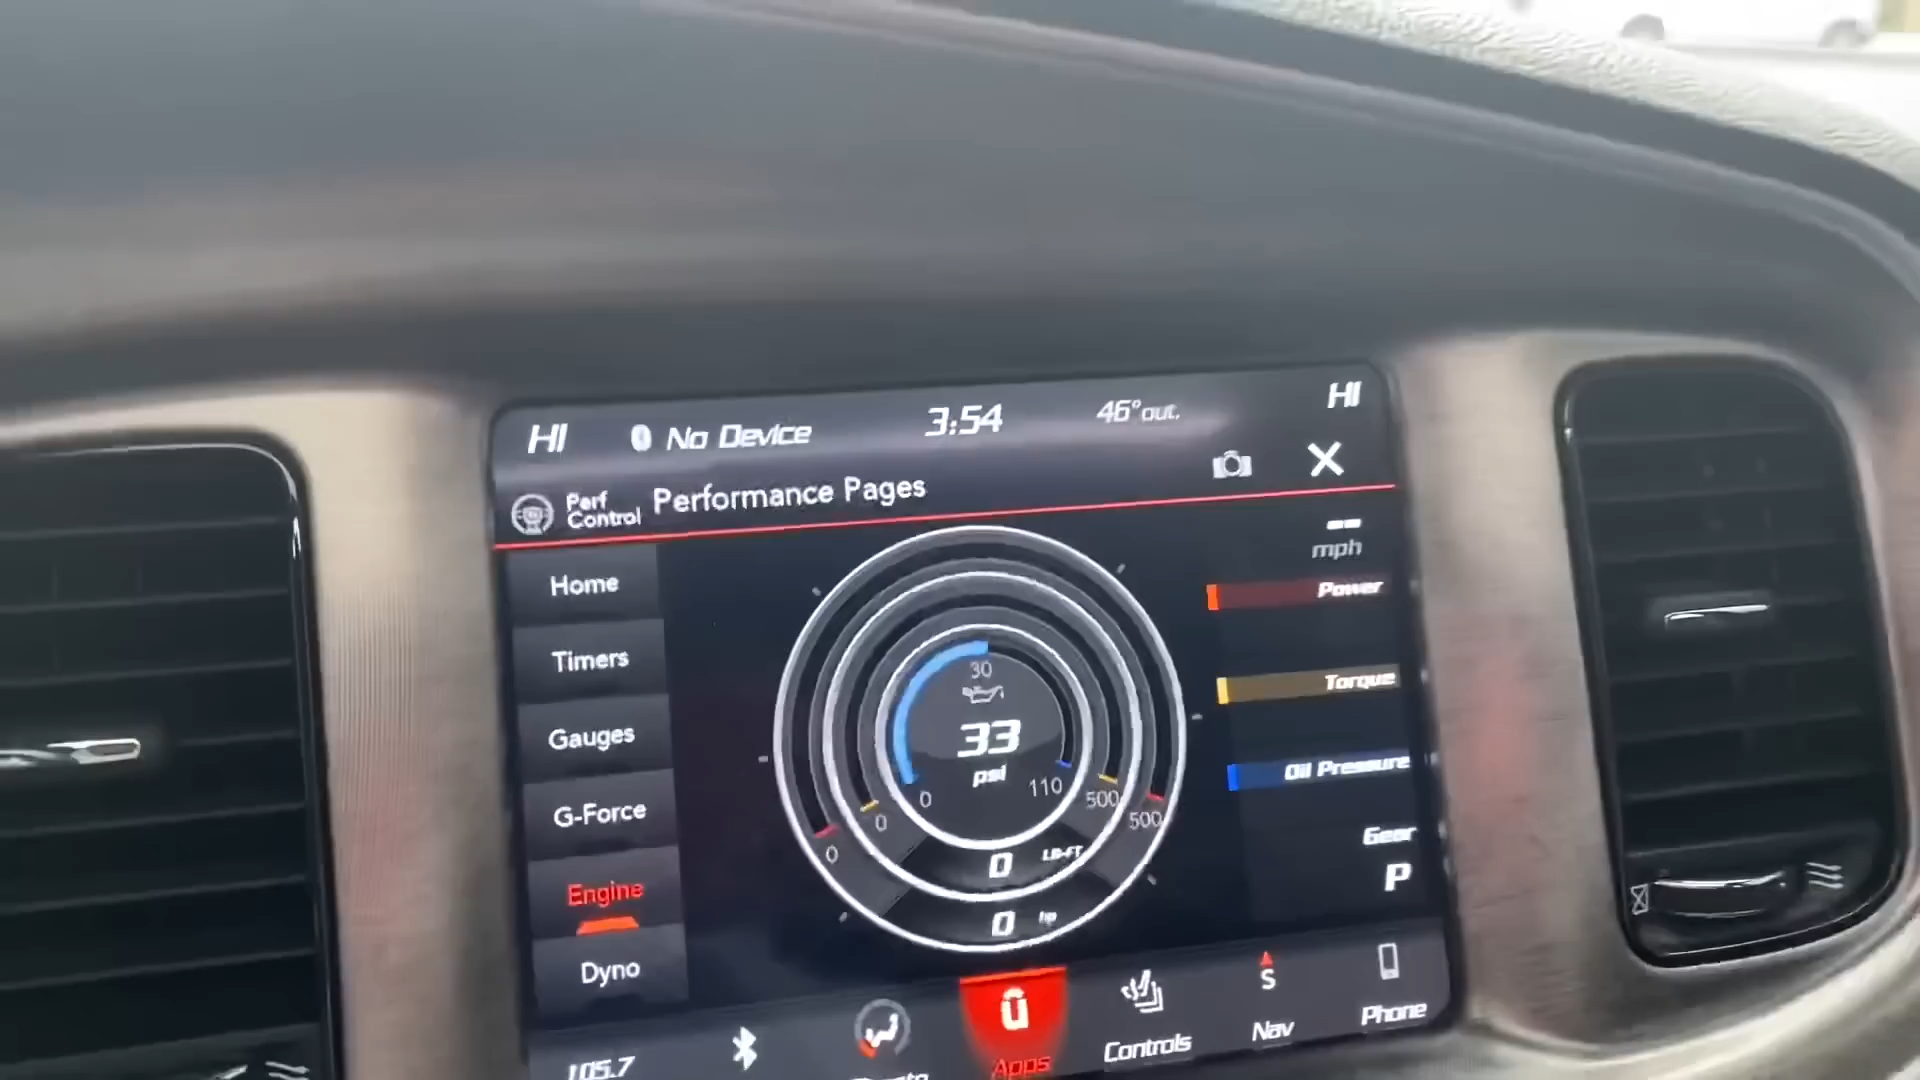 HI No Device 3:54 46°out. HI
Perf
Control
Performance Pages
mph
Home
Timers
Gauges
G-Force
Engine
Dyno
30
33
psi
0
110
0
500
0
500
0 LB-FT
0 hp
Power
Torque
Oil Pressure
Gear
P
105.7
Apps
Controls
S
Nav
Phone